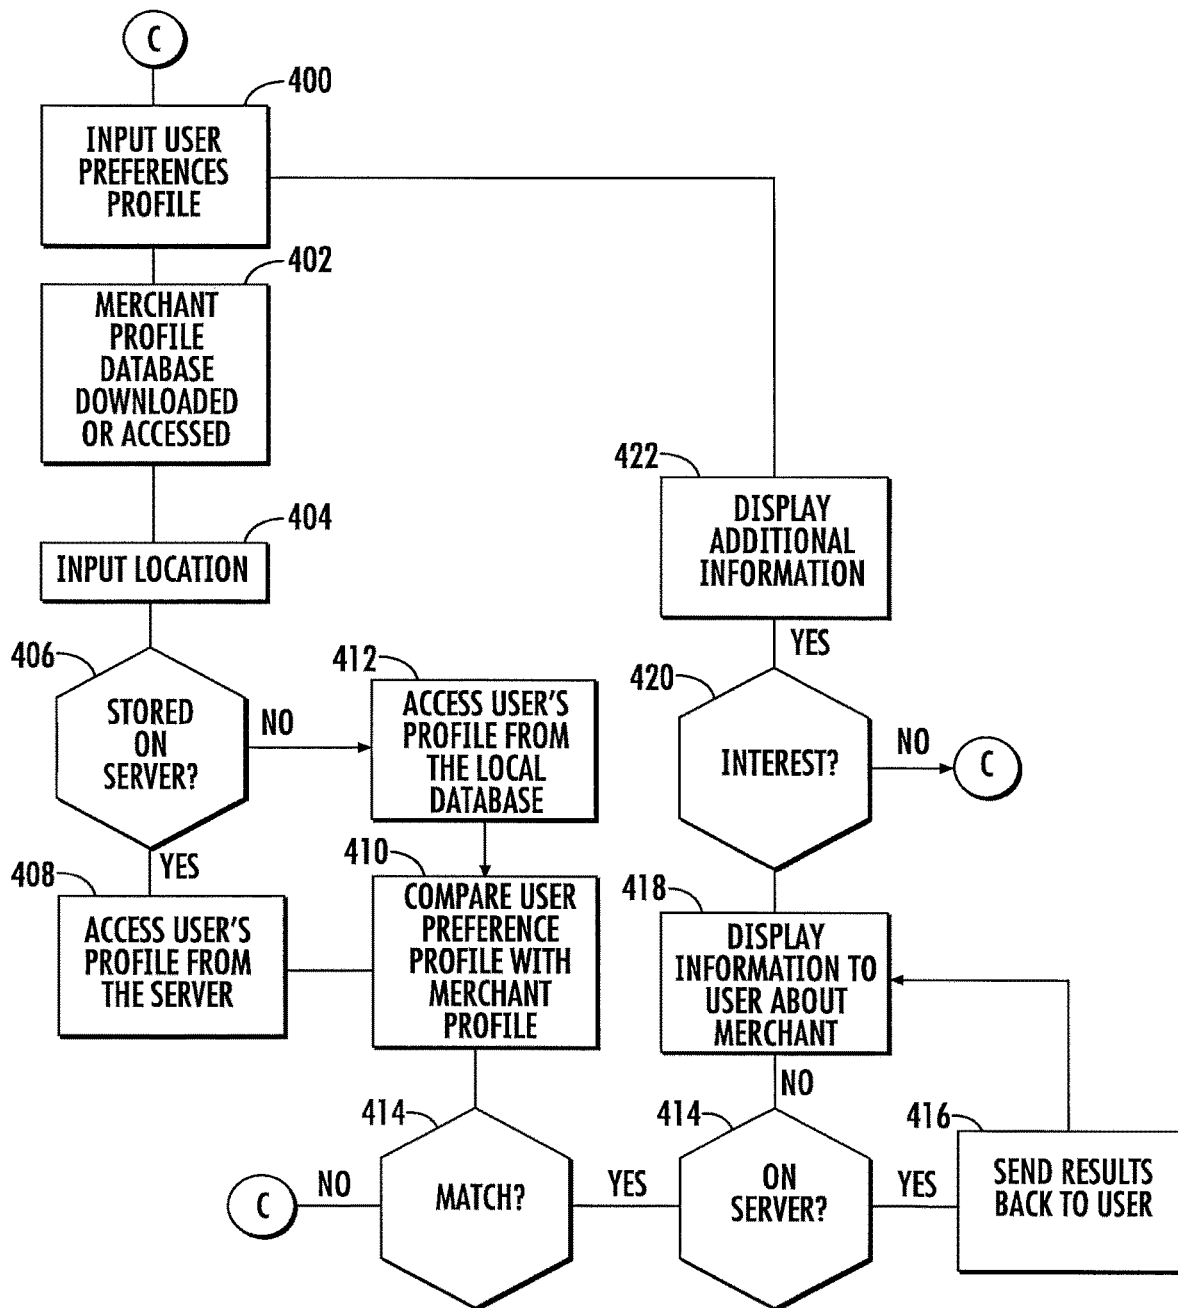 C
400
INPUT USER
PREFERENCES
PROFILE
402
MERCHANT
PROFILE
DATABASE
DOWNLOADED
OR ACCESSED
404
INPUT LOCATION
406
STORED
ON
SERVER?
NO
YES
408
ACCESS USER'S
PROFILE FROM
THE SERVER
412
ACCESS USER'S
PROFILE FROM
THE LOCAL
DATABASE
410
COMPARE USER
PREFERENCE
PROFILE WITH
MERCHANT
PROFILE
414
MATCH?
NO
C
YES
414
ON
SERVER?
YES
416
SEND RESULTS
BACK TO USER
NO
418
DISPLAY
INFORMATION TO
USER ABOUT
MERCHANT
420
INTEREST?
NO
C
YES
422
DISPLAY
ADDITIONAL
INFORMATION